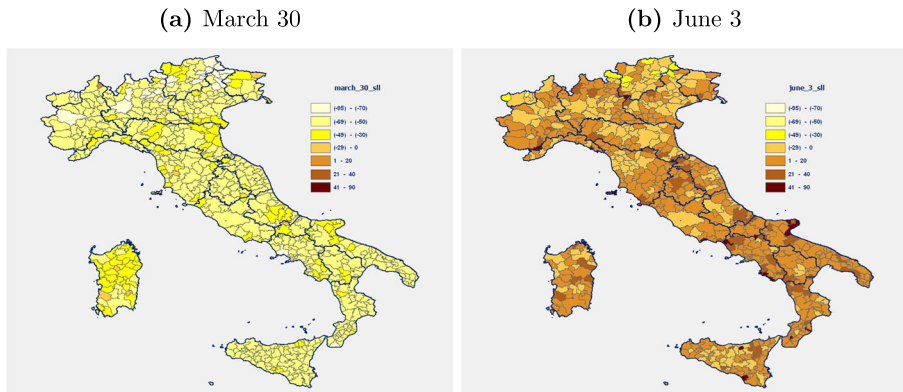 (a) March 30
(b) June 3
march_30_sll
(-95) - (-70)
(-69) - (-50)
(-49) - (-30)
(-29) - 0
1 - 20
21 - 40
41 - 90
june_3_sll
(-95) - (-70)
(-69) - (-50)
(-49) - (-30)
(-29) - 0
1 - 20
21 - 40
41 - 90